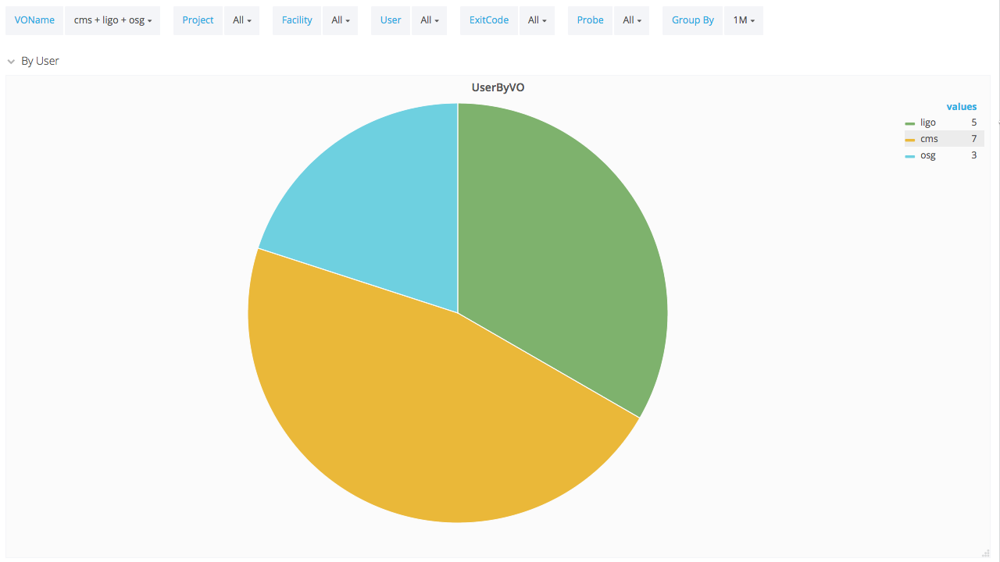 VOName cms + ligo + osg Project All Facility All User All ExitCode All Probe All Group By 1M
By User
UserByVO
values
ligo 5
cms 7
osg 3